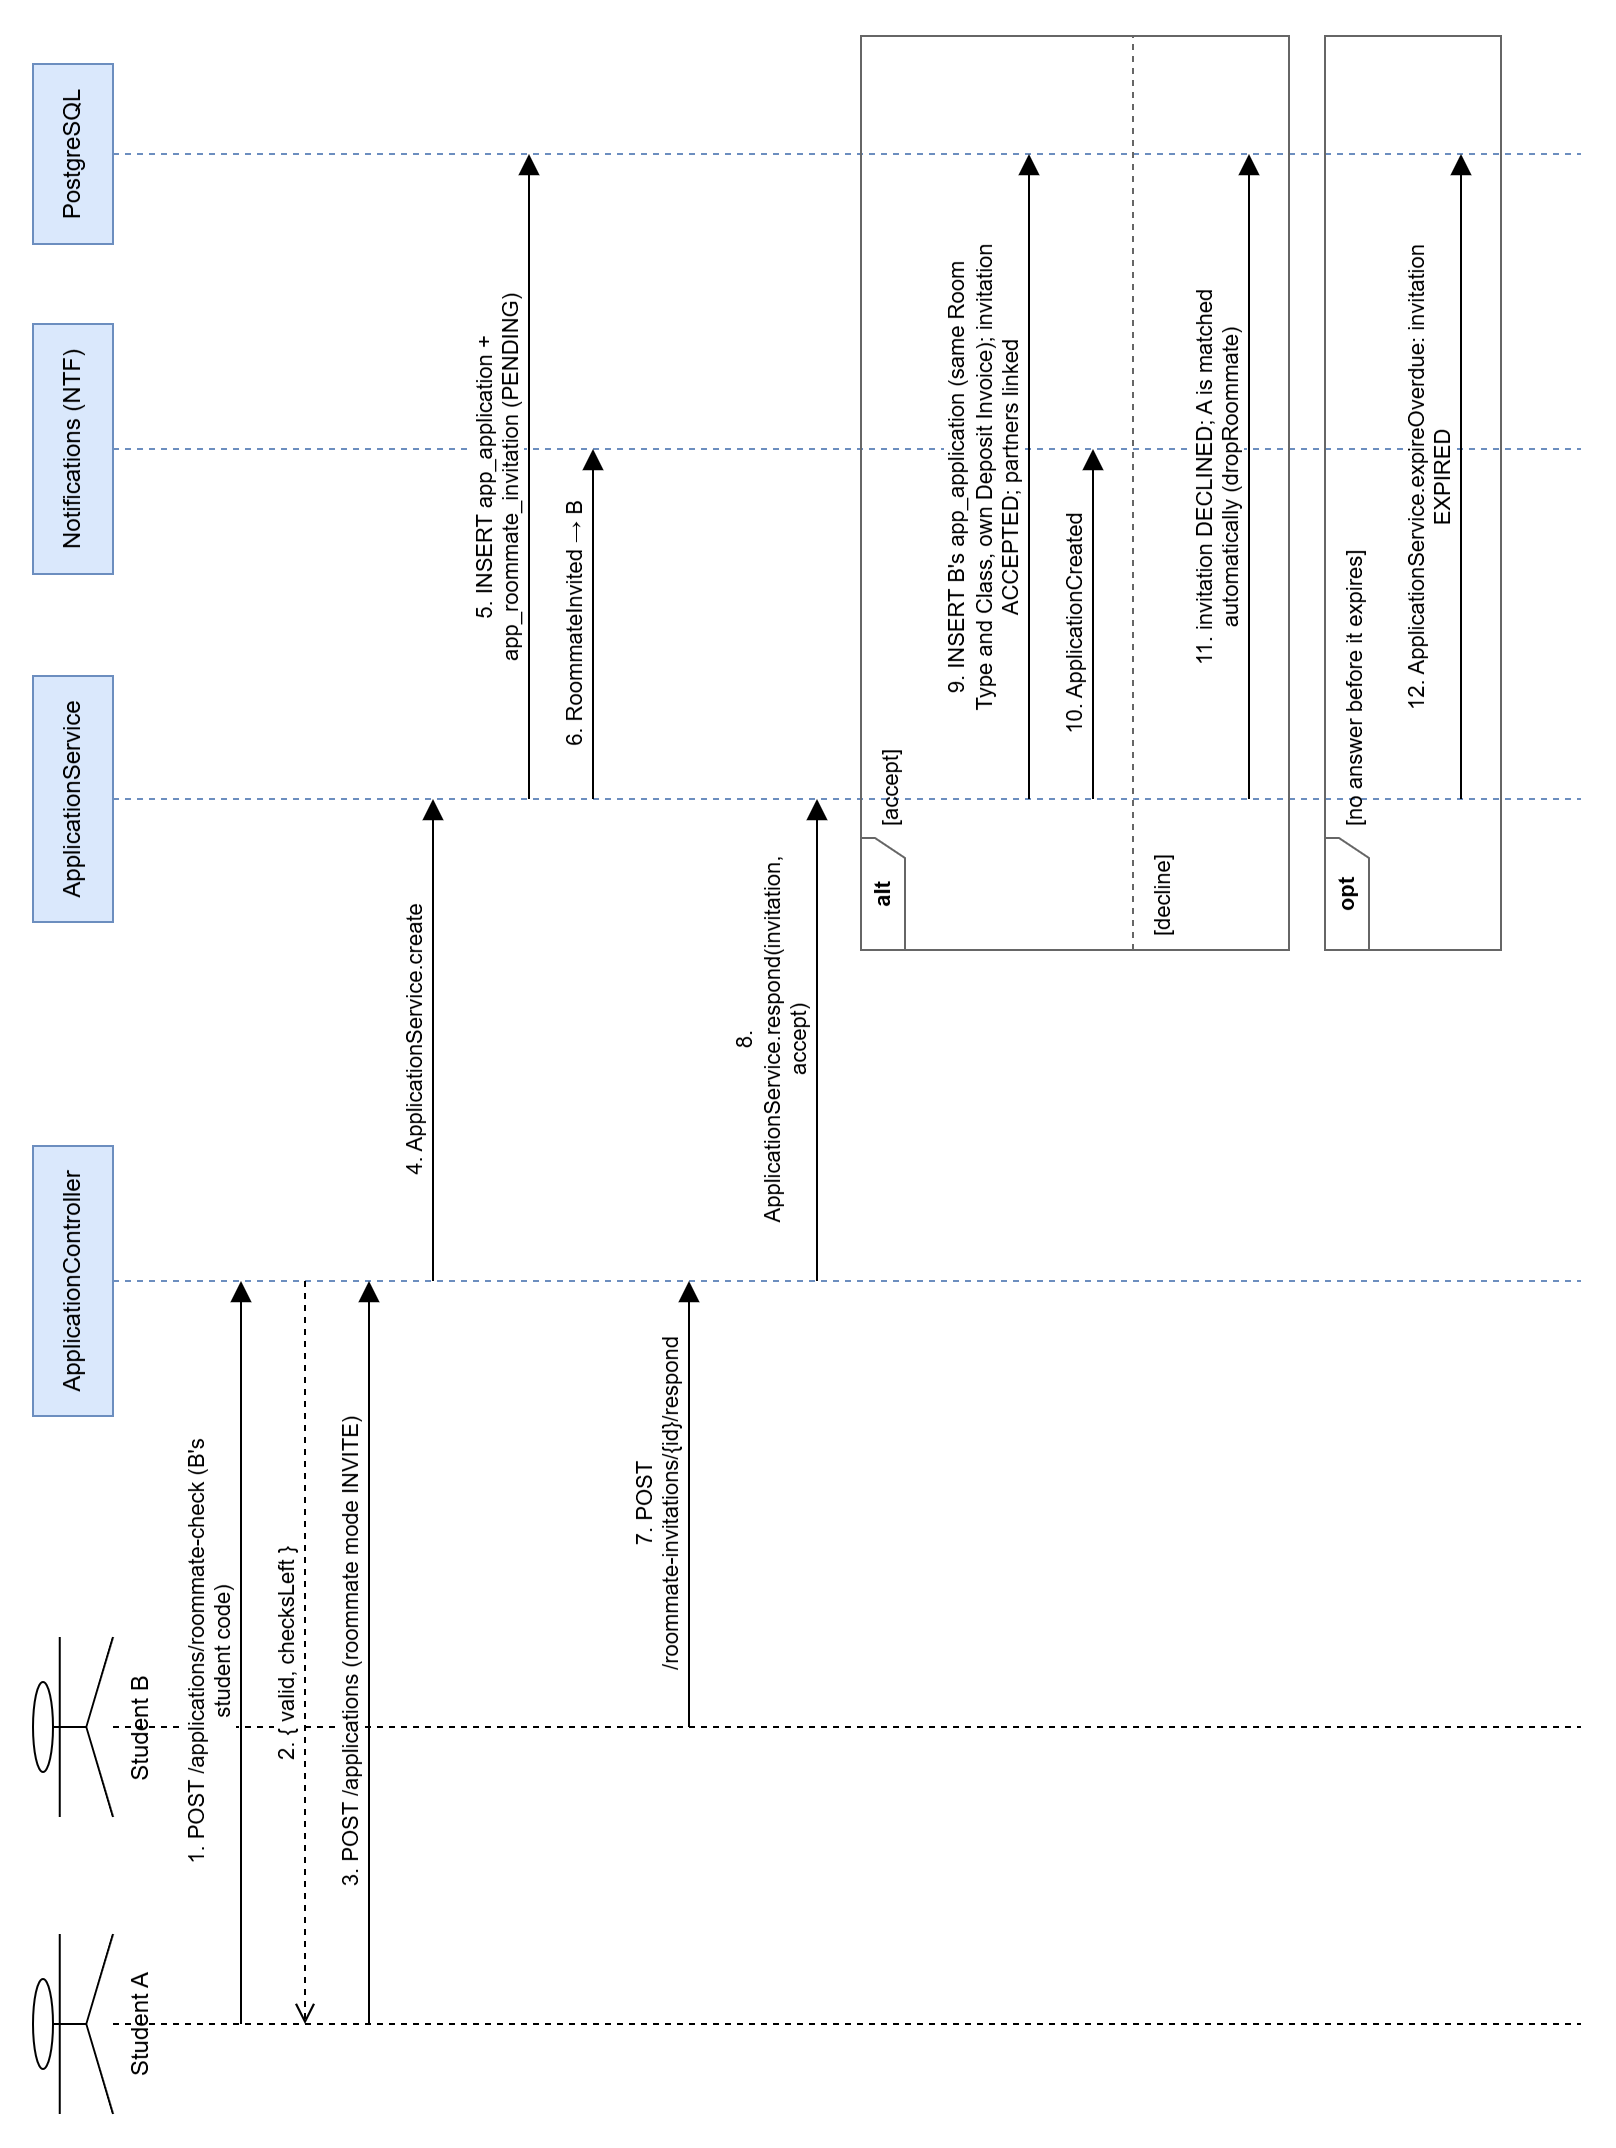 Student A
Student B
ApplicationController
ApplicationService
Notifications (NTF)
PostgreSQL
1. POST /applications/roommate-check (B's
student code)
2. { valid, checksLeft }
3. POST /applications (roommate mode INVITE)
4. ApplicationService.create
5. INSERT app_application +
app_roommate_invitation (PENDING)
6. RoommateInvited → B
7. POST
/roommate-invitations/{id}/respond
8.
ApplicationService.respond(invitation,
accept)
alt
[accept]
9. INSERT B's app_application (same Room
Type and Class, own Deposit Invoice); invitation
ACCEPTED; partners linked
10. ApplicationCreated
[decline]
11. invitation DECLINED; A is matched
automatically (dropRoommate)
opt
[no answer before it expires]
12. ApplicationService.expireOverdue: invitation
EXPIRED